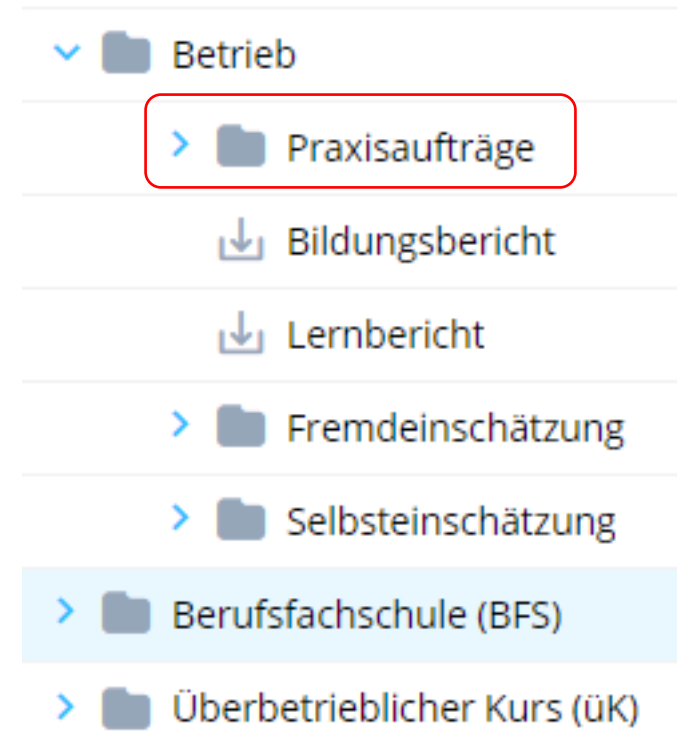 Betrieb
Praxisaufträge
Bildungsbericht
Lernbericht
Fremdeinschätzung
Selbsteinschätzung
Berufsfachschule (BFS)
Überbetrieblicher Kurs (üK)